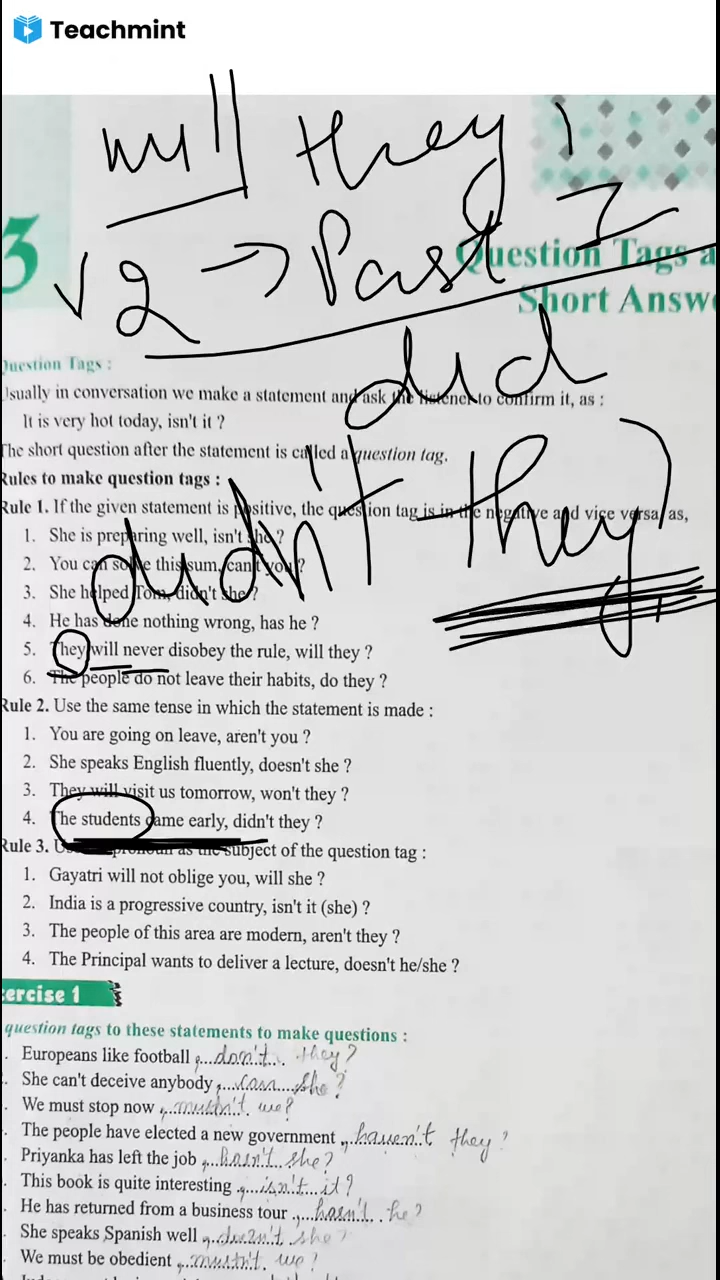 Teachmint
will they ?
V2 → Past I
3
Question Tags a
Short Answ
did
Question Tags :
Usually in conversation we make a statement and ask the listener to confirm it, as :
It is very hot today, isn't it ?
The short question after the statement is called a question tag.
didn't they?
Rules to make question tags :
Rule 1. If the given statement is positive, the question tag is in the negative and vice versa, as,
1. She is preparing well, isn't she ?
2. You can solve this sum, can't you ?
3. She helped Tom, didn't she ?
4. He has done nothing wrong, has he ?
5. They will never disobey the rule, will they ?
6. The people do not leave their habits, do they ?
Rule 2. Use the same tense in which the statement is made :
1. You are going on leave, aren't you ?
2. She speaks English fluently, doesn't she ?
3. They will visit us tomorrow, won't they ?
4. The students came early, didn't they ?
Rule 3. pronoun as the subject of the question tag :
1. Gayatri will not oblige you, will she ?
2. India is a progressive country, isn't it (she) ?
3. The people of this area are modern, aren't they ?
4. The Principal wants to deliver a lecture, doesn't he/she ?
ercise 1
question tags to these statements to make questions :
. Europeans like football ,...don't.. they?
. She can't deceive anybody ,...can....she?
. We must stop now ,...mustn't. we?
. The people have elected a new government ,..haven't they?
. Priyanka has left the job ,...hasn't..she?
. This book is quite interesting ,..isn't...it?
. He has returned from a business tour ,...hasn't..he?
. She speaks Spanish well ,..doesn't she?
. We must be obedient ,...mustn't. we?